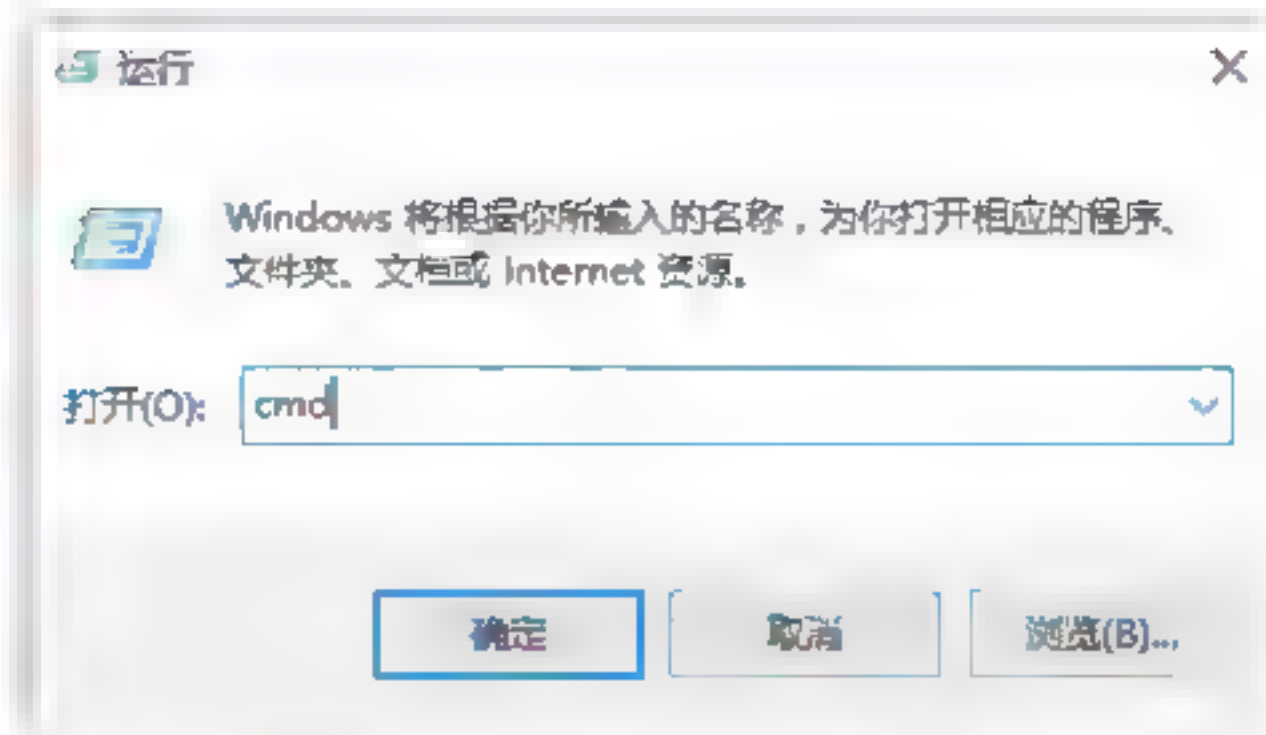 运行
Windows 将根据你所输入的名称，为你打开相应的程序、
文件夹、文档或 Internet 资源。
打开(O): cmd
确定 取消 浏览(B)...